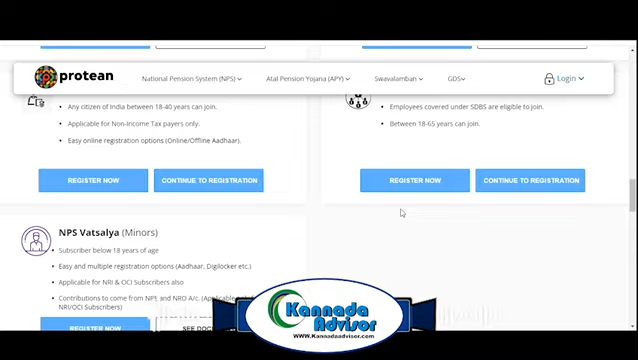 protean
National Pension System (NPS)
Atal Pension Yojana (APY)
Swavalamban
GDS
Login
Any citizen of India between 18-40 years can join.
Applicable for Non-Income Tax payers only.
Easy online registration options (Online/Offline Aadhaar).
REGISTER NOW
CONTINUE TO REGISTRATION
Employees covered under SDBS are eligible to join.
Between 18-65 years can join.
REGISTER NOW
CONTINUE TO REGISTRATION
NPS Vatsalya (Minors)
Subscriber below 18 years of age
Easy and multiple registration options (Aadhaar, Digilocker etc.)
Applicable for NRI & OCI Subscribers also
Contributions to come from NPE and NRO A/c. (Applicable
NRI/OCI Subscribers)
REGISTER NOW
SEE
Kannada
Advisor
www.Kannadadvisor.com